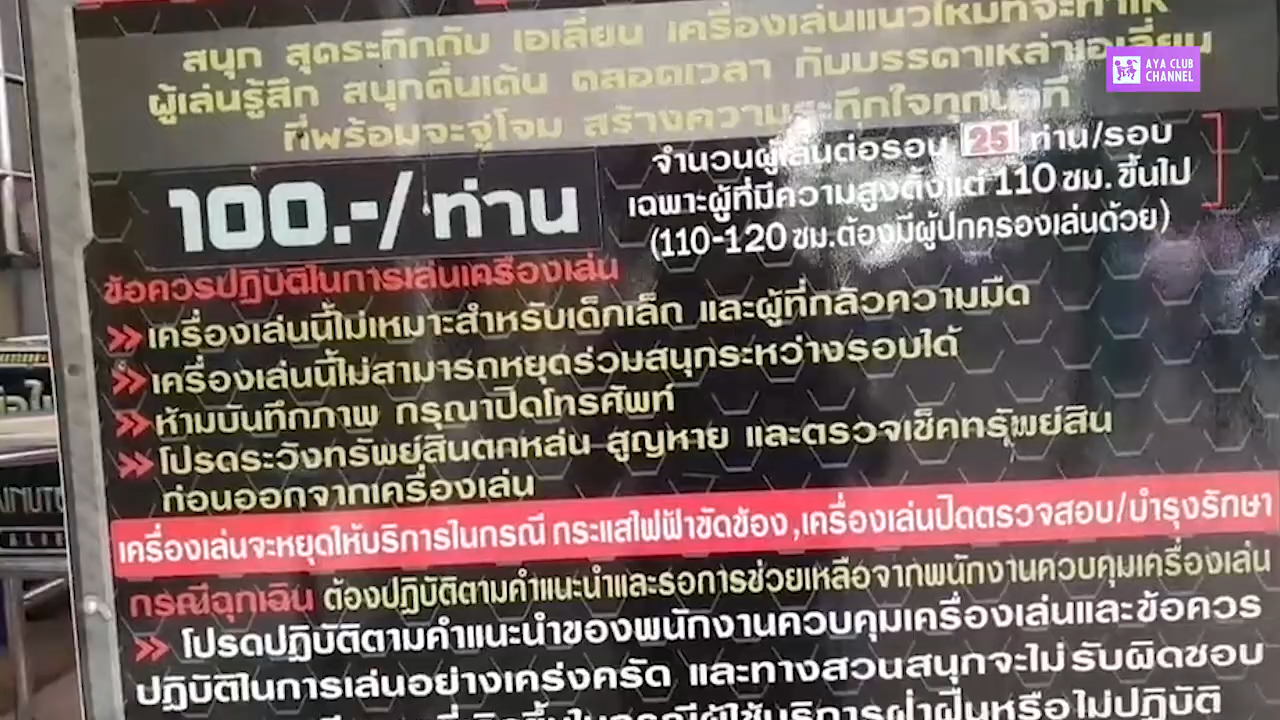 สนุก สุดระทึกกับ เอเลี่ยน เครื่องเล่นแนวใหม่ที่จะทำให้
ผู้เล่นรู้สึก สนุกตื่นเต้น ตลอดเวลา กับบรรดาเหล่าเอเลี่ยน
ที่พร้อมจะจู่โจม สร้างความระทึกใจทุกนาที
AYA CLUB
CHANNEL
100.-/ท่าน
จำนวนผู้เล่นต่อรอบ 25 ท่าน/รอบ
เฉพาะผู้ที่มีความสูงตั้งแต่ 110 ซม. ขึ้นไป
(110-120 ซม.ต้องมีผู้ปกครองเล่นด้วย)
ข้อควรปฏิบัติในการเล่นเครื่องเล่น
เครื่องเล่นนี้ไม่เหมาะสำหรับเด็กเล็ก และผู้ที่กลัวความมืด
เครื่องเล่นนี้ไม่สามารถหยุดร่วมสนุกระหว่างรอบได้
ห้ามบันทึกภาพ กรุณาปิดโทรศัพท์
โปรดระวังทรัพย์สินตกหล่น สูญหาย และตรวจเช็คทรัพย์สิน
ก่อนออกจากเครื่องเล่น
เครื่องเล่นจะหยุดให้บริการในกรณี กระแสไฟฟ้าขัดข้อง,เครื่องเล่นปิดตรวจสอบ/บำรุงรักษา
กรณีฉุกเฉิน ต้องปฏิบัติตามคำแนะนำและรอการช่วยเหลือจากพนักงานควบคุมเครื่องเล่น
โปรดปฏิบัติตามคำแนะนำของพนักงานควบคุมเครื่องเล่นและข้อควร
ปฏิบัติในการเล่นอย่างเคร่งครัด และทางสวนสนุกจะไม่รับผิดชอบ
ในกรณีผู้ใช้บริการฝ่าฝืนหรือไม่ปฏิบัติ